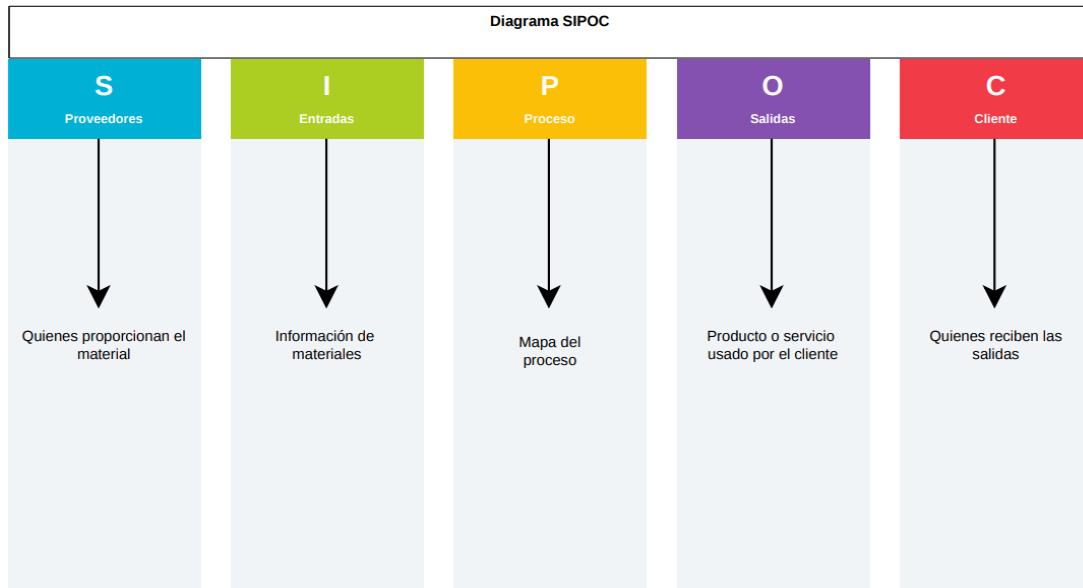 Diagrama SIPOC
S
Proveedores
I
Entradas
P
Proceso
O
Salidas
C
Cliente
Quienes proporcionan el
material
Información de
materiales
Mapa del
proceso
Producto o servicio
usado por el cliente
Quienes reciben las
salidas